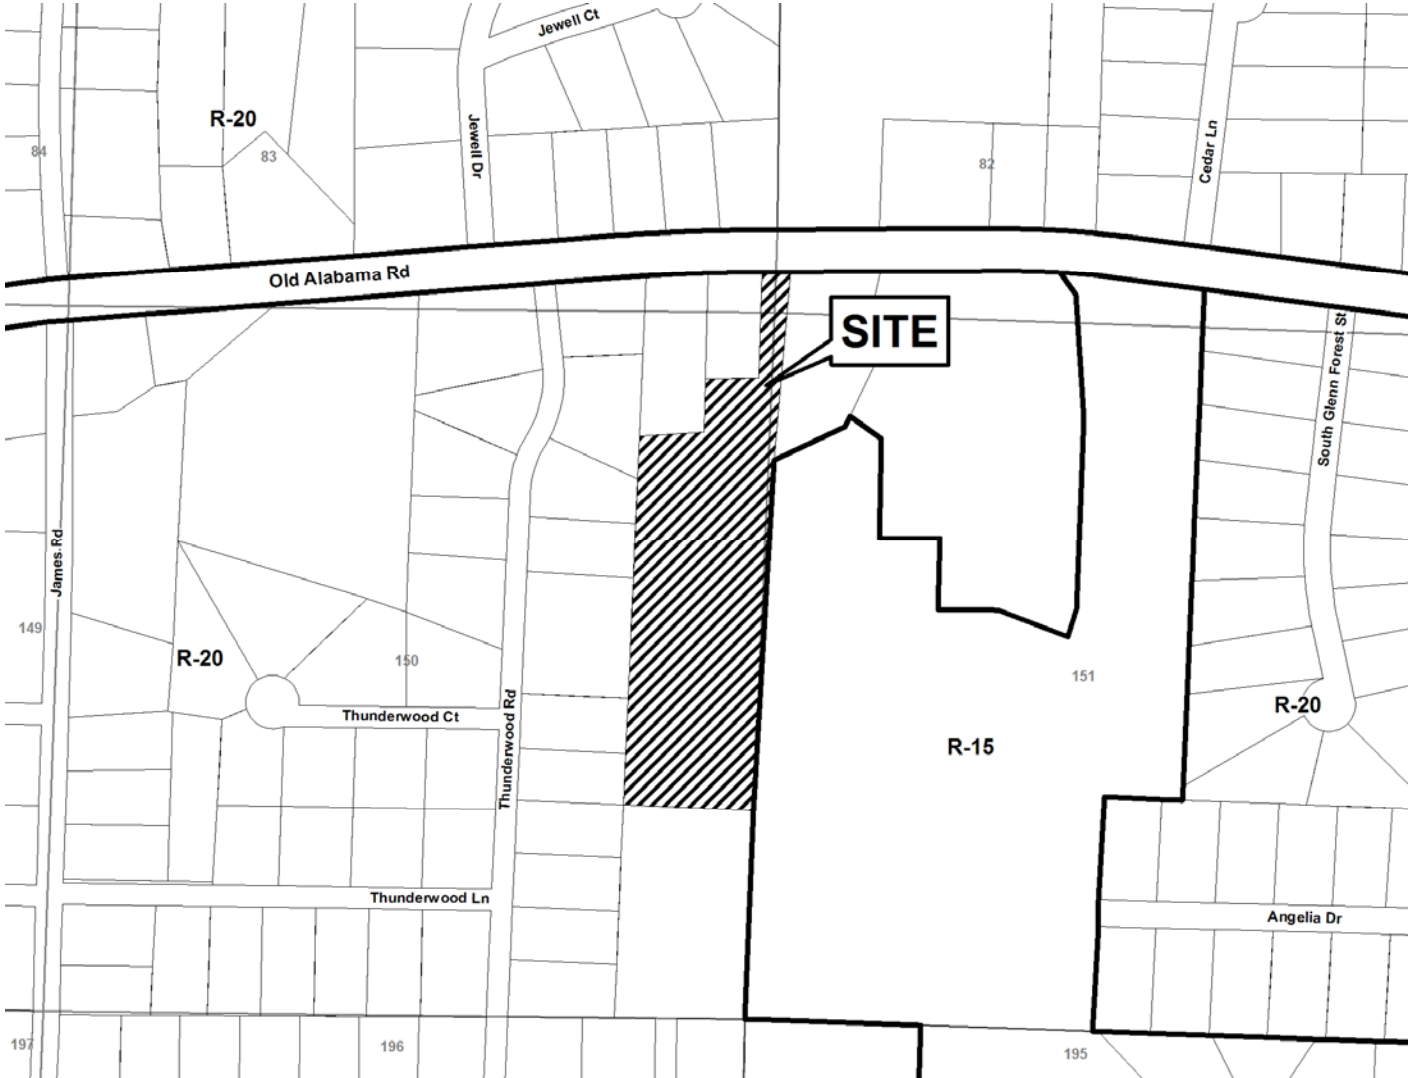 Jewell Ct
R-20
84
83
Jewell Dr
82
Cedar Ln
Old Alabama Rd
SITE
South Glenn Forest St
James Rd
149
R-20
150
151
Thunderwood Ct
Thunderwood Rd
R-20
R-15
Thunderwood Ln
Angelia Dr
197
196
195